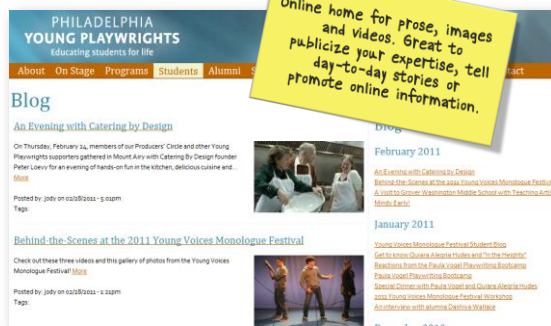 PHILADELPHIA
YOUNG PLAYWRIGHTS
Educating students for life
About On Stage Programs Students Alumni
Online home for prose, images
and videos. Great to
publicize your expertise, tell
day-to-day stories or
promote online information.
Blog
An Evening with Catering by Design
On Thursday, February 24, members of our Producers' Circle and other Young
Playwrights supporters gathered in Mount Airy with Catering By Design founder
Peter Loevy for an evening of hands-on fun in the kitchen, delicious cuisine and...
More
Posted by: jody on 02/28/2011 - 5:01pm
Tags:
Behind-the-Scenes at the 2011 Young Voices Monologue Festival
Check out these three videos and this gallery of photos from the Young Voices
Monologue Festival! More
Posted by: jody on 02/28/2011 - 1:21pm
Tags:
Blog
February 2011
An Evening with Catering by Design
Behind-the-Scenes at the 2011 Young Voices Monologue Festival
A Visit to Grover Washington Middle School with Teaching Arti
Mindy Early!
January 2011
Young Voices Monologue Festival Student Blog
Get to know Quiara Alegria Hudes and "In the Heights"
Reactions from the Paula Vogel Playwriting Bootcamp
Paula Vogel Playwriting Bootcamp
Special Dinner with Paula Vogel and Quiara Alegria Hudes
2011 Young Voices Monologue Festival Workshop
An interview with alumna Dashiya Wallace